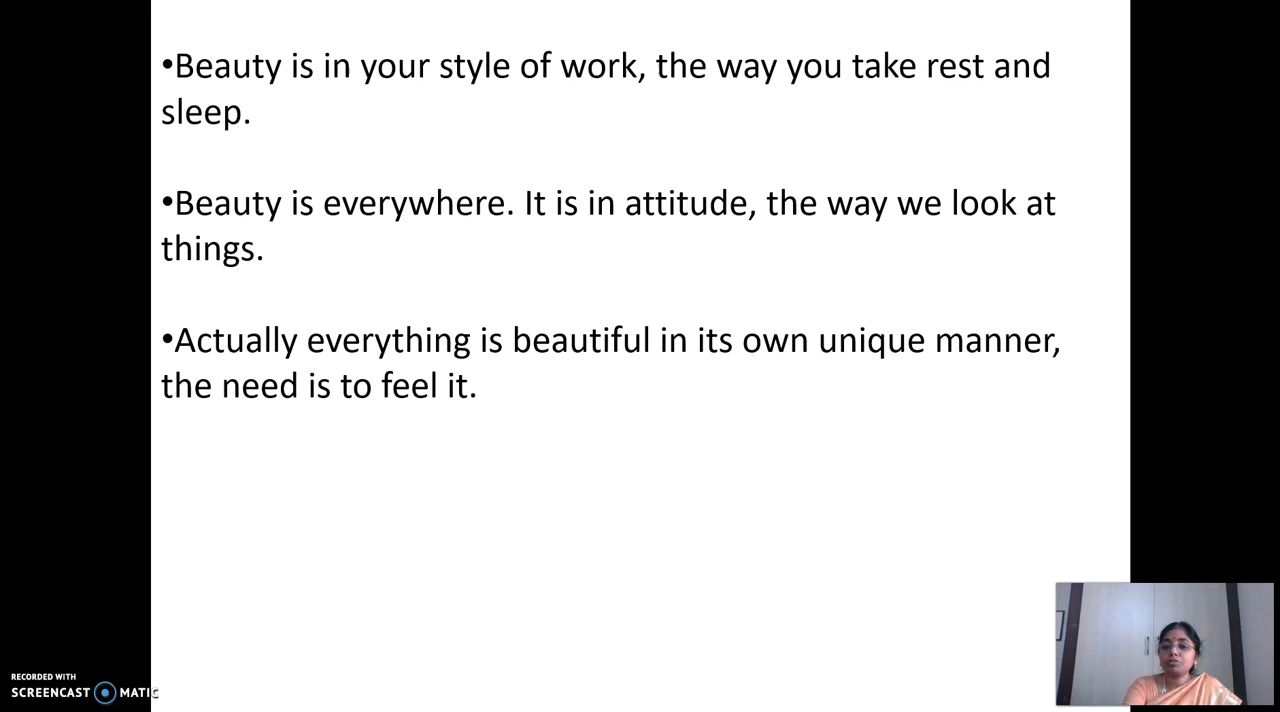 •Beauty is in your style of work, the way you take rest and
sleep.
•Beauty is everywhere. It is in attitude, the way we look at
things.
•Actually everything is beautiful in its own unique manner,
the need is to feel it.
RECORDED WITH
SCREENCAST MATIC